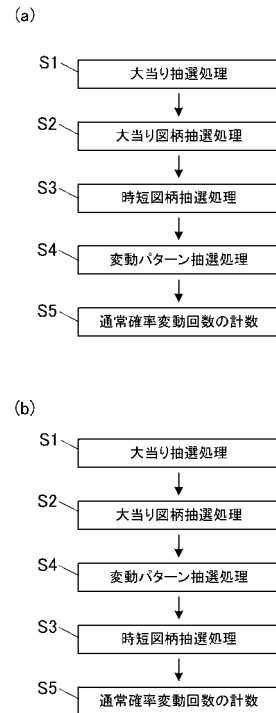 (a)
S1 大当り抽選処理
S2 大当り図柄抽選処理
S3 時短図柄抽選処理
S4 変動パターン抽選処理
S5 通常確率変動回数の計数
(b)
S1 大当り抽選処理
S2 大当り図柄抽選処理
S4 変動パターン抽選処理
S3 時短図柄抽選処理
S5 通常確率変動回数の計数